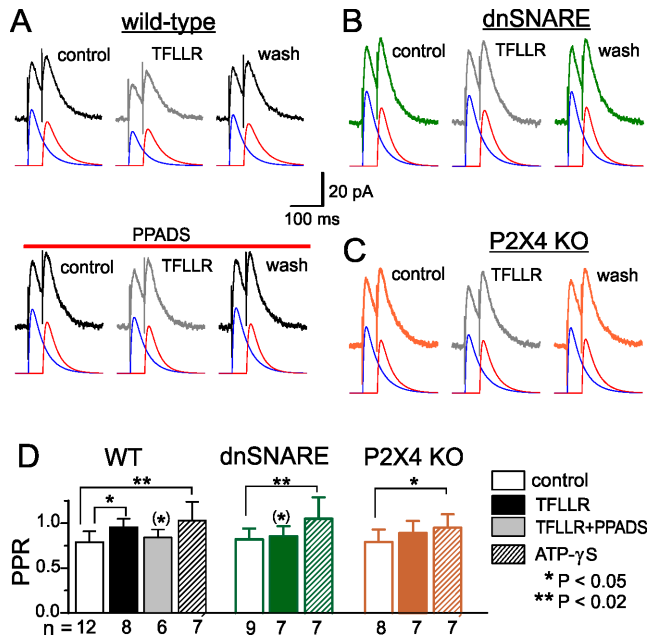 A wild-type
control TFLLR wash
B dnSNARE
control TFLLR wash
20 pA
100 ms
PPADS
control TFLLR wash
C P2X4 KO
control TFLLR wash
D WT dnSNARE P2X4 KO
** * (*)
** (*)
*
PPR
1.0
0.5
0.0
n = 12 8 6 7 9 7 7 8 7 7
control
TFLLR
TFLLR+PPADS
ATP-γS
* P < 0.05
** P < 0.02